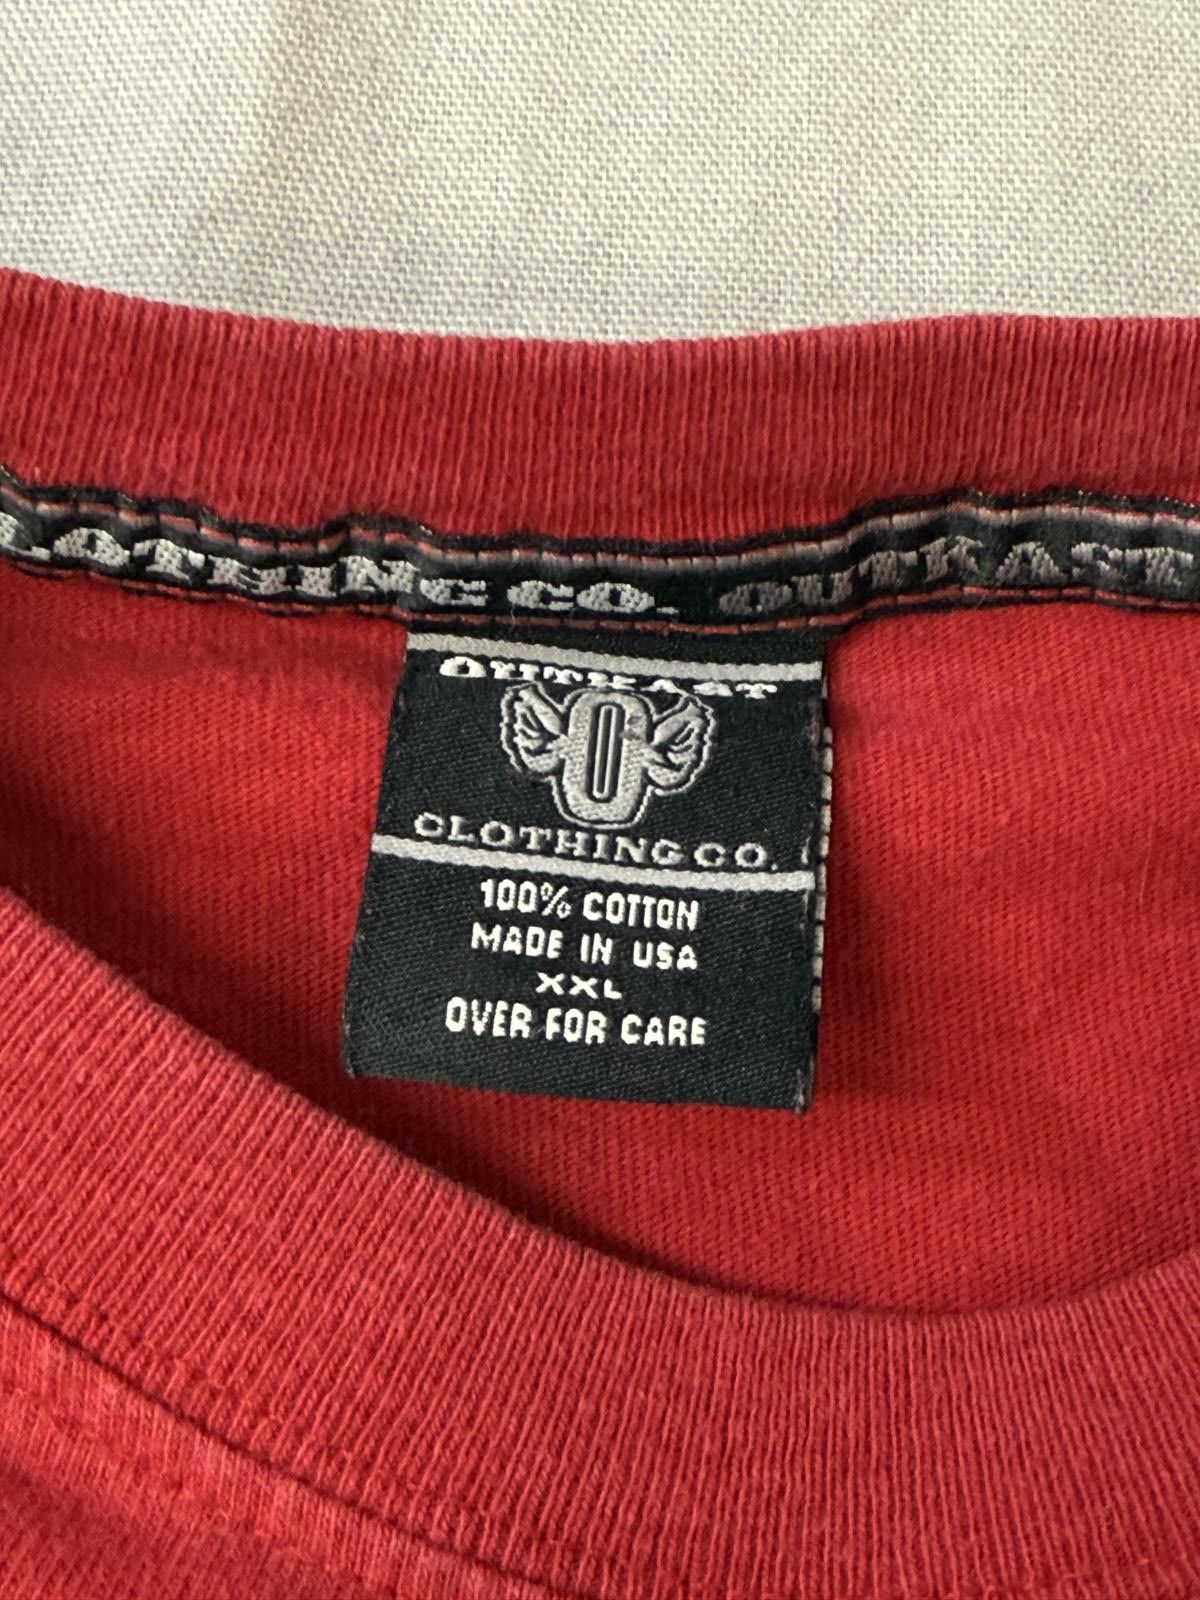 LOTHING CO. OUTKAST
OUTKAST
O
CLOTHING CO.
100% COTTON
MADE IN USA
XXL
OVER FOR CARE